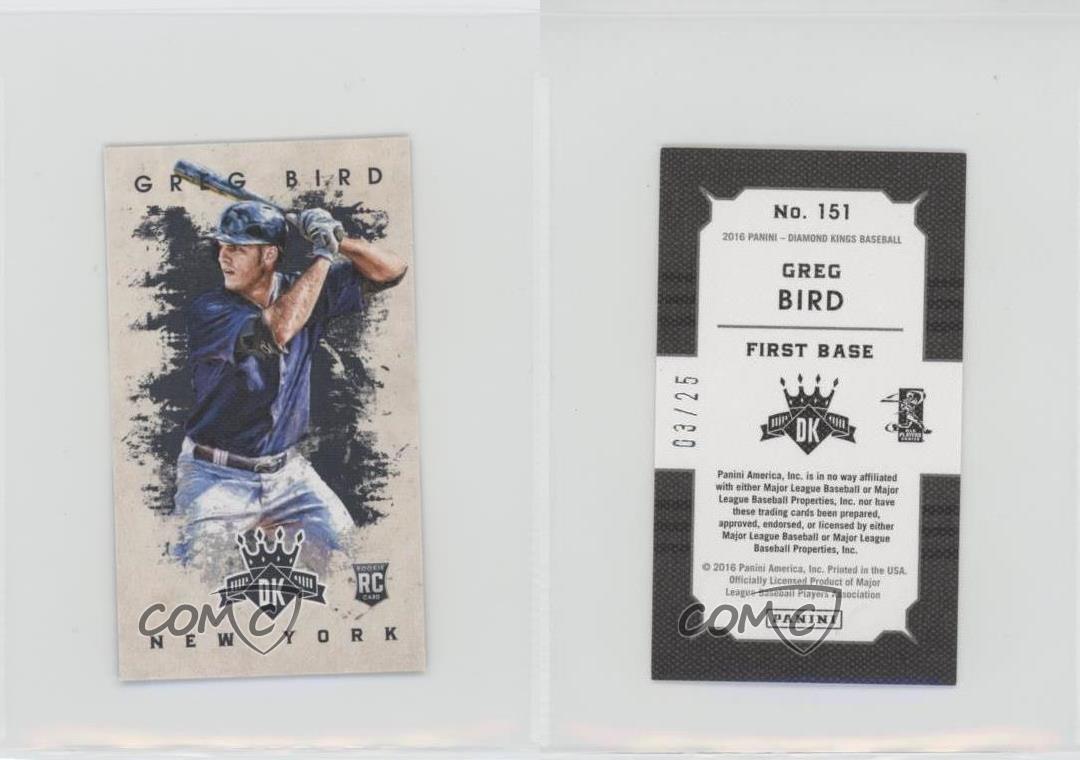 GREG BIRD
DK
ROOKIE
RC
CARD
COMC
NEW YORK
No. 151
2016 PANINI – DIAMOND KINGS BASEBALL
GREG
BIRD
FIRST BASE
03/25
DK
MLB PLAYERS
CHOICE
Panini America, Inc. is in no way affiliated
with either Major League Baseball or Major
League Baseball Properties, Inc. nor have
these trading cards been prepared,
approved, endorsed, or licensed by either
Major League Baseball or Major League
Baseball Properties, Inc.
© 2016 Panini America, Inc. Printed in the USA.
Officially Licensed Product of Major
League Baseball Players Association
COMC
PANINI